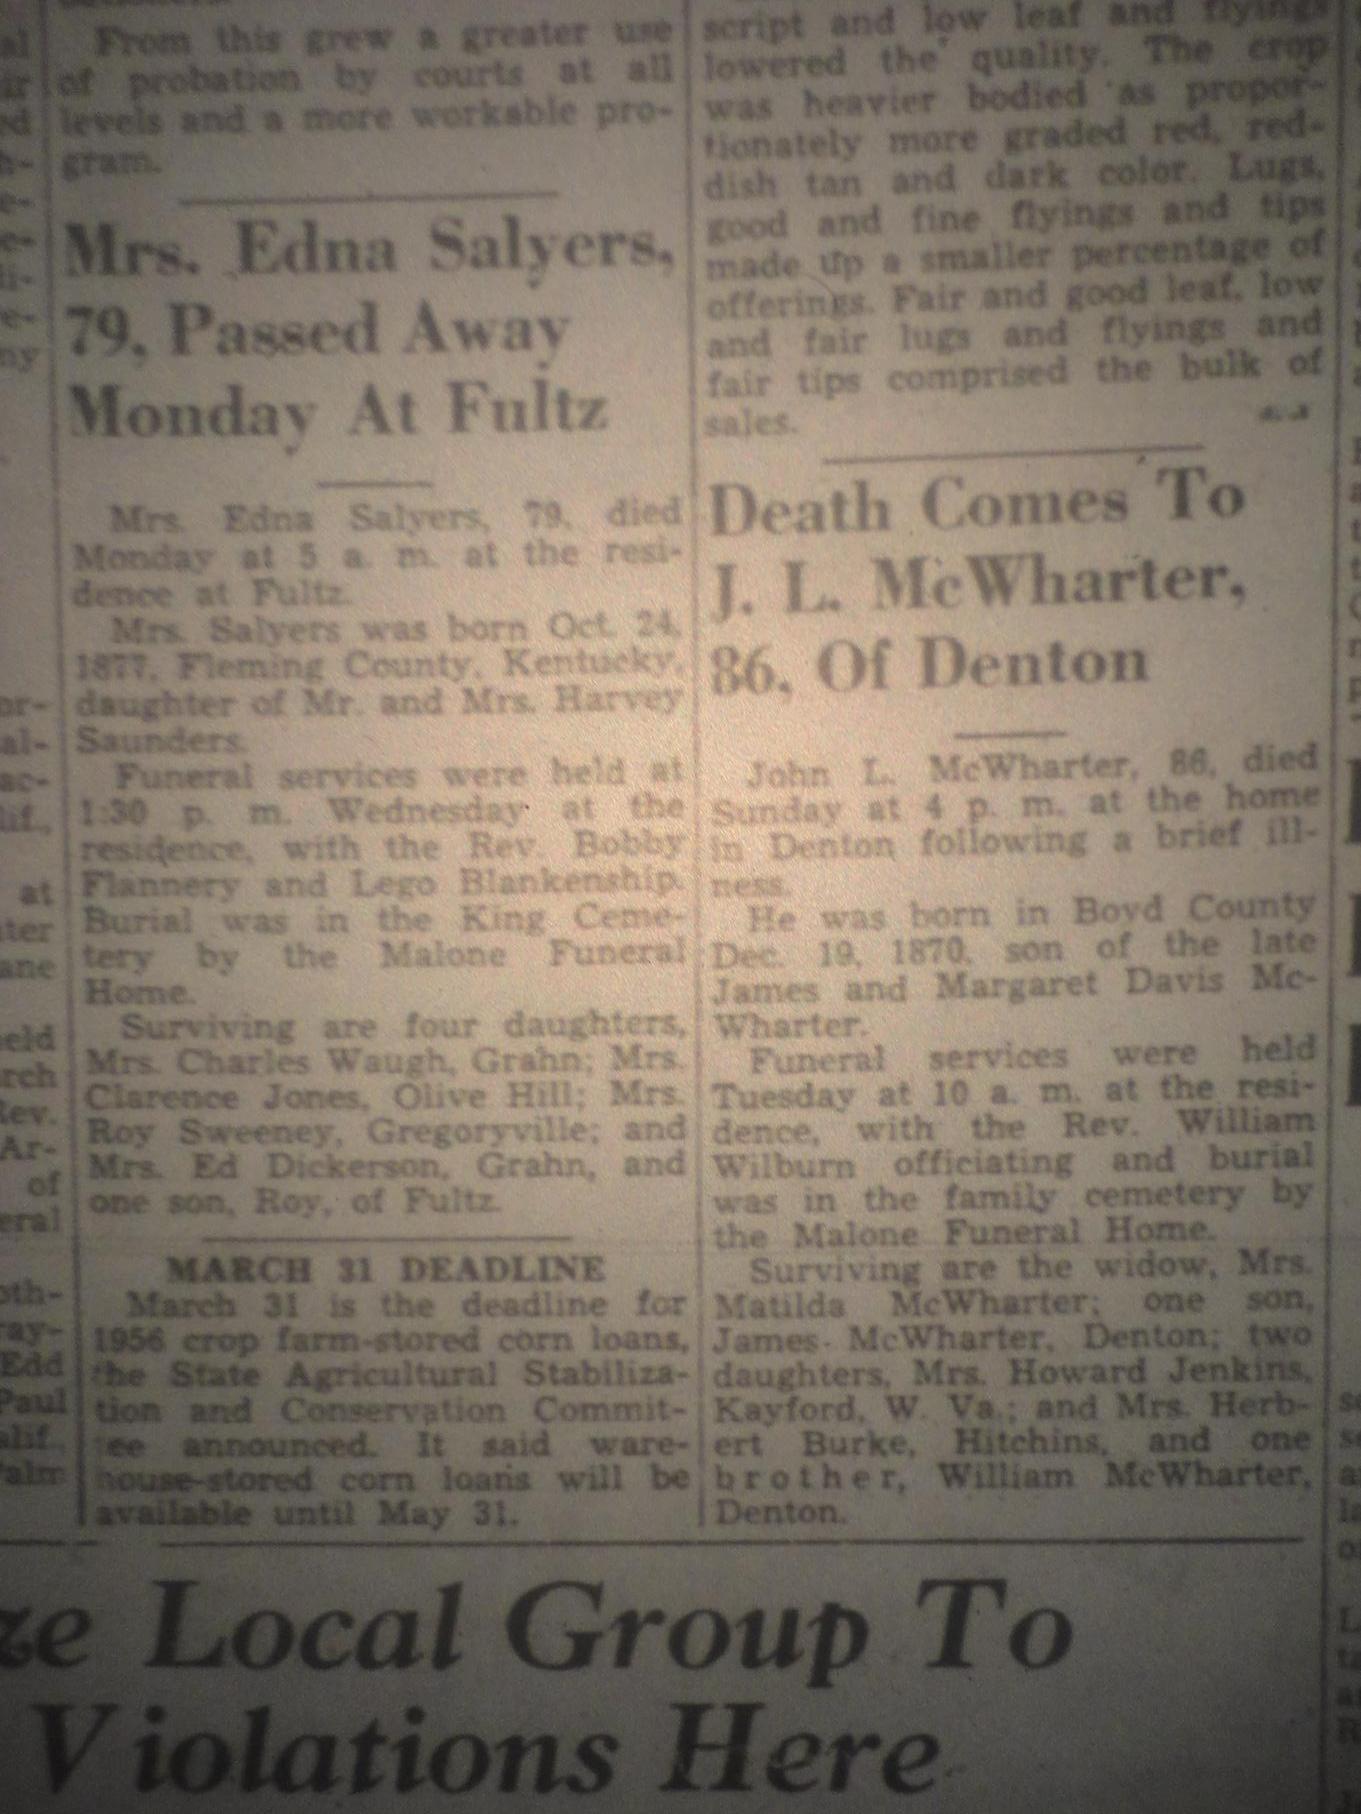 From this grew a greater use
of probation by courts at all
levels and a more workable pro-
gram.
Mrs. Edna Salyers,
79, Passed Away
Monday At Fultz
Mrs. Edna Salyers, 79, died
Monday at 5 a. m. at the resi-
dence at Fultz.
Mrs. Salyers was born Oct. 24,
1877, Fleming County, Kentucky,
daughter of Mr. and Mrs. Harvey
Saunders.
Funeral services were held at
1:30 p. m. Wednesday at the
residence, with the Rev. Bobby
Flannery and Lego Blankenship.
Burial was in the King Ceme-
tery by the Malone Funeral
Home.
Surviving are four daughters,
Mrs. Charles Waugh, Grahn; Mrs.
Clarence Jones, Olive Hill; Mrs.
Roy Sweeney, Gregoryville; and
Mrs. Ed Dickerson, Grahn, and
one son, Roy, of Fultz.
MARCH 31 DEADLINE
March 31 is the deadline for
1956 crop farm-stored corn loans,
the State Agricultural Stabiliza-
tion and Conservation Commit-
tee announced. It said ware-
house-stored corn loans will be
available until May 31.
script and low leaf and flyings
lowered the quality. The crop
was heavier bodied as propor-
tionately more graded red, red-
dish tan and dark color. Lugs,
good and fine flyings and tips
made up a smaller percentage of
offerings. Fair and good leaf, low
and fair lugs and flyings and
fair tips comprised the bulk of
sales.
Death Comes To
J. L. McWharter,
86, Of Denton
John L. McWharter, 86, died
Sunday at 4 p. m. at the home
in Denton following a brief ill-
ness.
He was born in Boyd County
Dec. 19, 1870, son of the late
James and Margaret Davis Mc-
Wharter.
Funeral services were held
Tuesday at 10 a. m. at the resi-
dence, with the Rev. William
Wilburn officiating and burial
was in the family cemetery by
the Malone Funeral Home.
Surviving are the widow, Mrs.
Matilda McWharter; one son,
James McWharter, Denton; two
daughters, Mrs. Howard Jenkins,
Kayford, W. Va.; and Mrs. Herb-
ert Burke, Hitchins, and one
brother, William McWharter,
Denton.
ze Local Group To
Violations Here